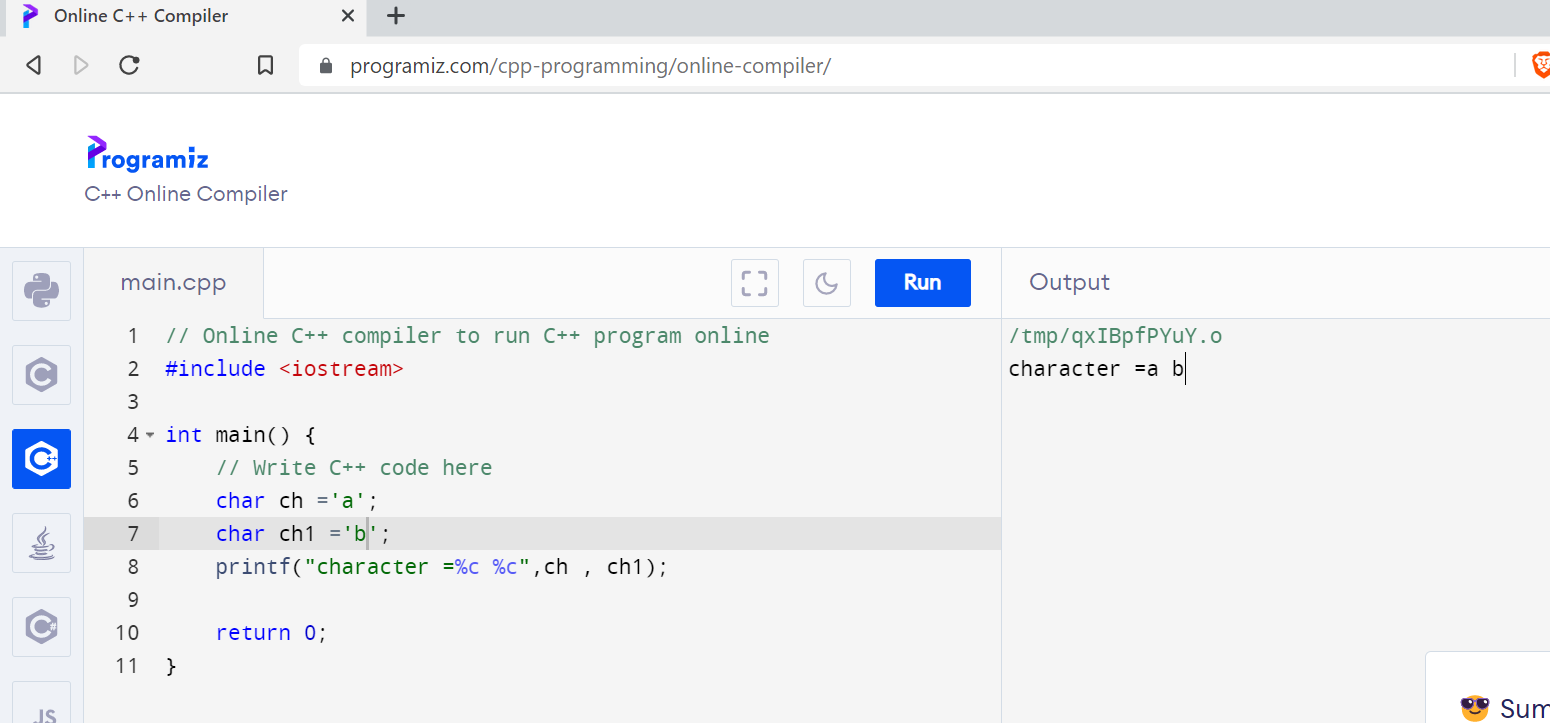 Online C++ Compiler
programiz.com/cpp-programming/online-compiler/
Programiz
C++ Online Compiler
main.cpp
Run
Output
1 // Online C++ compiler to run C++ program online
2 #include <iostream>
3
4 int main() {
5 // Write C++ code here
6 char ch ='a';
7 char ch1 ='b';
8 printf("character =%c %c",ch , ch1);
9
10 return 0;
11 }
/tmp/qxIBpfPYuY.o
character =a b
JS